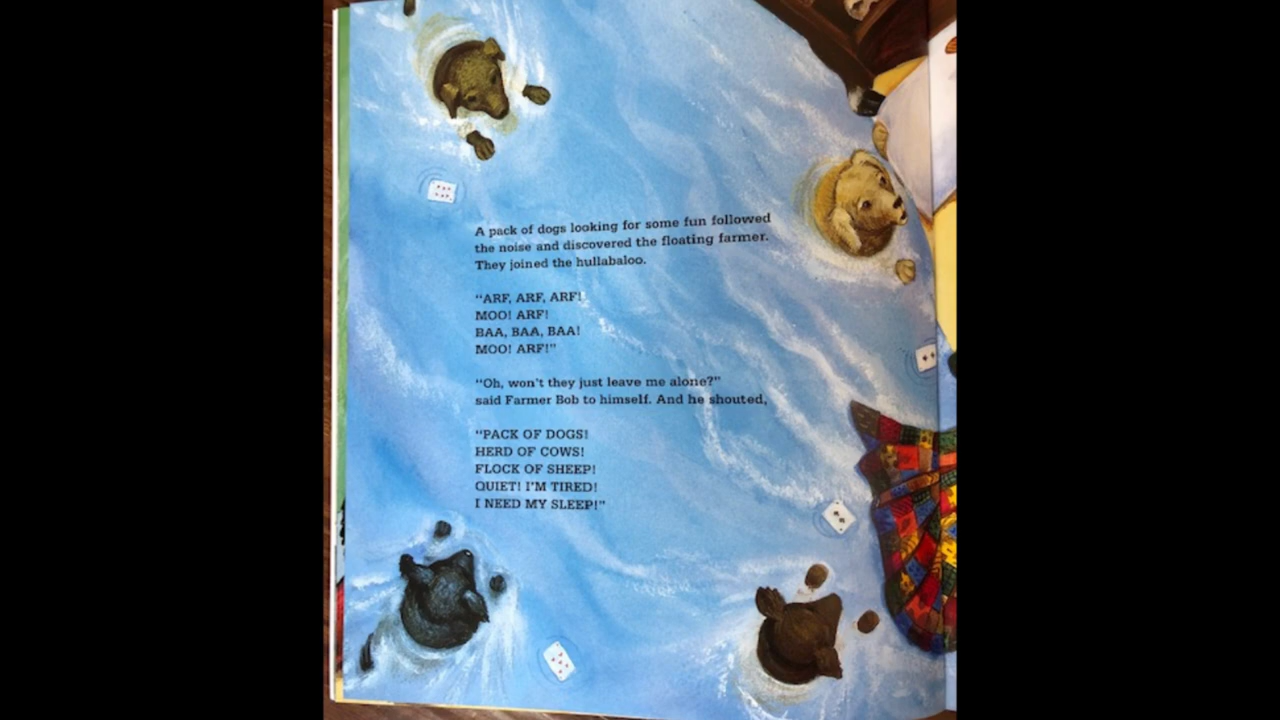 A pack of dogs looking for some fun followed
the noise and discovered the floating farmer.
They joined the hullabaloo.
“ARF, ARF, ARF!
MOO! ARF!
BAA, BAA, BAA!
MOO! ARF!”
“Oh, won't they just leave me alone?”
said Farmer Bob to himself. And he shouted,
“PACK OF DOGS!
HERD OF COWS!
FLOCK OF SHEEP!
QUIET! I'M TIRED!
I NEED MY SLEEP!”